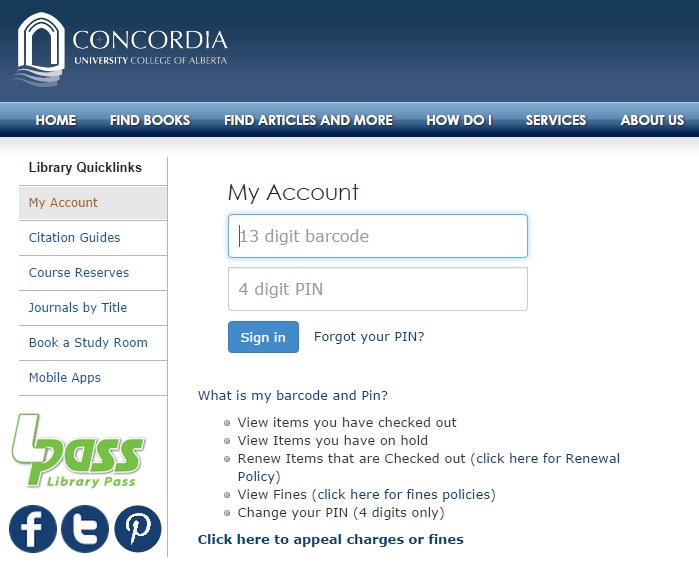 CONCORDIA
UNIVERSITY COLLEGE OF ALBERTA
HOME FIND BOOKS FIND ARTICLES AND MORE HOW DO I SERVICES ABOUT US
Library Quicklinks
My Account
Citation Guides
Course Reserves
Journals by Title
Book a Study Room
Mobile Apps
Lpass
Library Pass
My Account
13 digit barcode
4 digit PIN
Sign in Forgot your PIN?
What is my barcode and Pin?
View items you have checked out
View Items you have on hold
Renew Items that are Checked out (click here for Renewal
Policy)
View Fines (click here for fines policies)
Change your PIN (4 digits only)
Click here to appeal charges or fines